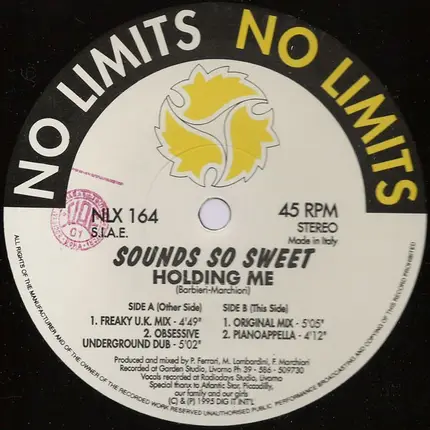 NO LIMITS NO LIMITS
NLX 164
S.I.A.E.
45 RPM
STEREO
Made in Italy
SOUNDS SO SWEET
HOLDING ME
(Barbieri-Marchiori)
SIDE A (Other Side)
1. FREAKY U.K. MIX - 4'49"
2. OBSESSIVE
UNDERGROUND DUB - 5'02"
SIDE B (This Side)
1. ORIGINAL MIX - 5'05"
2. PIANOAPPELLA - 4'12"
Produced and mixed by P. Ferrari, M. Lombardini, F. Marchiori
Recorded at Garden Studio, Livorno Ph 39 - 586 - 509730
Vocals recorded at Radiodays Studio, Livorno
Special thanx to Atlantic Star, Piccadilly,
our family and our girls
(C) & (P) 1995 DIG IT INT'L
ALL RIGHTS OF THE MANUFACTURER AND OF THE OWNER OF THE RECORDED WORK RESERVED UNAUTHORISED PUBLIC PERFORMANCE BROADCASTING AND COPYING OF THIS RECORD PROHIBITED